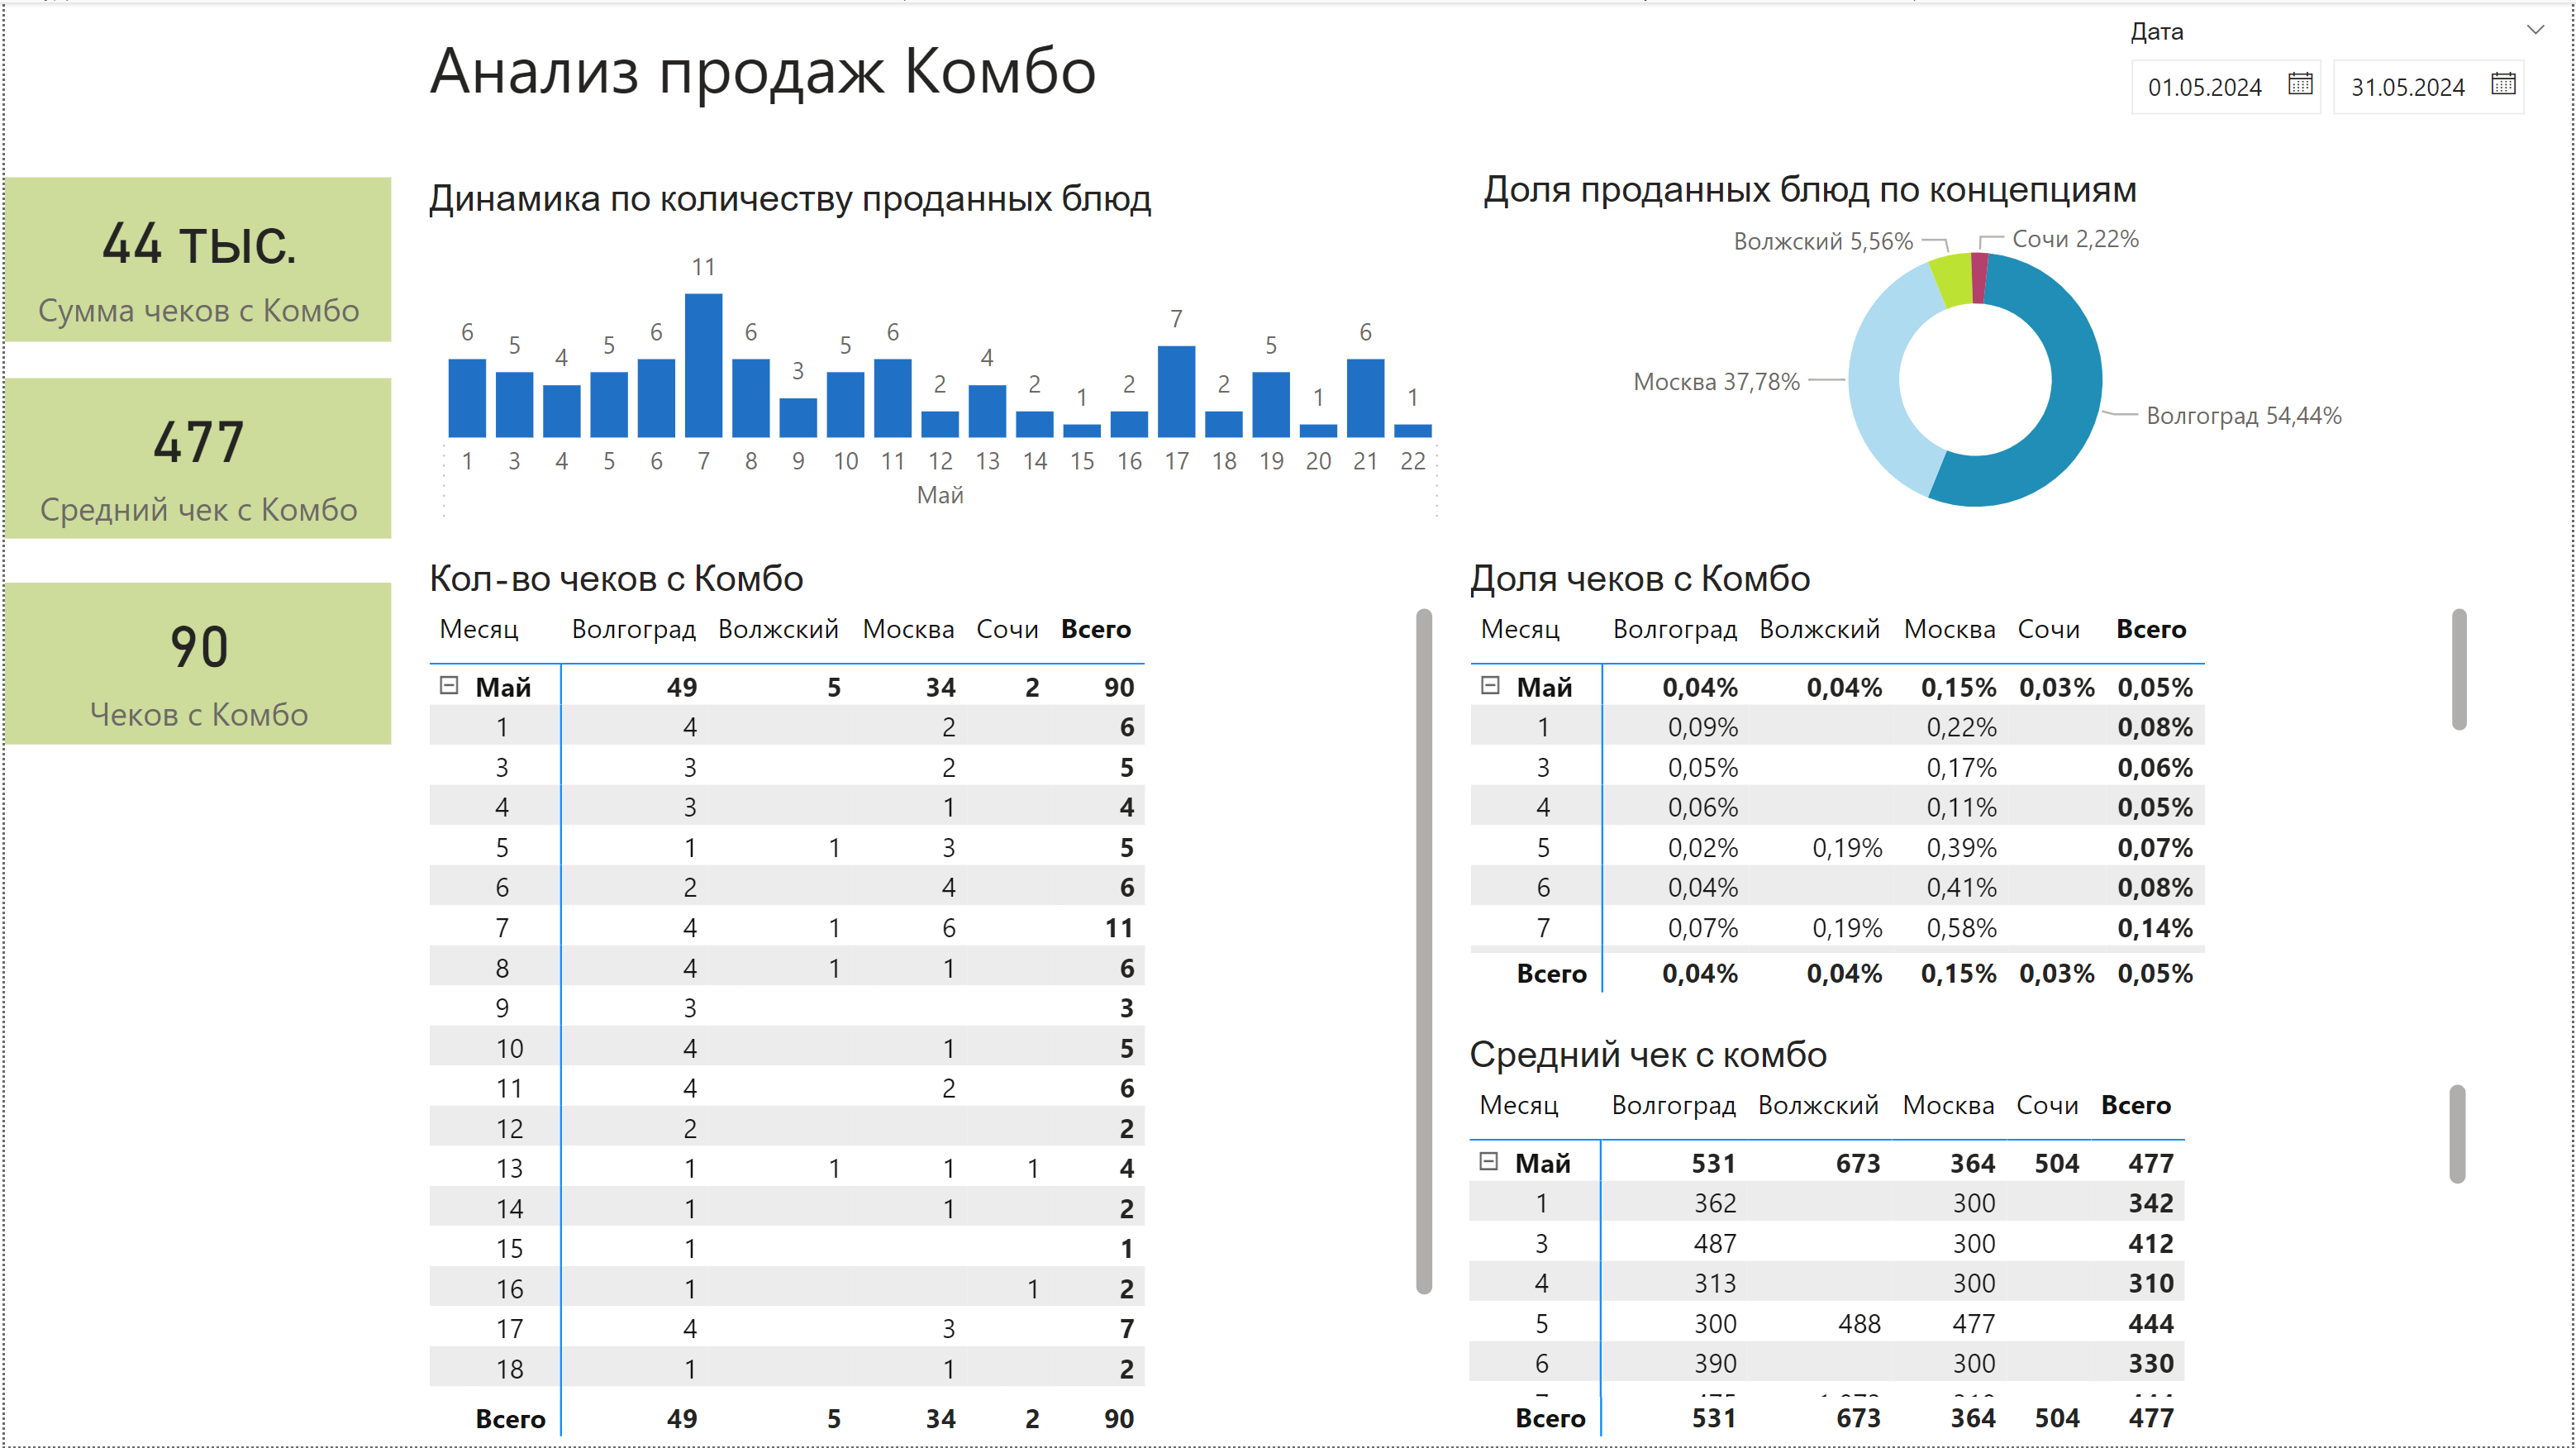 Анализ продаж Комбо
Дата
01.05.2024 31.05.2024
44 тыс.
Сумма чеков с Комбо
477
Средний чек с Комбо
90
Чеков с Комбо
Динамика по количеству проданных блюд
6 5 4 5 6 11 6 3 5 6 2 4 2 1 2 7 2 5 1 6 1
1 3 4 5 6 7 8 9 10 11 12 13 14 15 16 17 18 19 20 21 22
Май
Доля проданных блюд по концепциям
Волжский 5,56% Сочи 2,22%
Москва 37,78%
Волгоград 54,44%
Кол-во чеков с Комбо
Месяц Волгоград Волжский Москва Сочи Всего
Май 49 5 34 2 90
1 4 2 6
3 3 2 5
4 3 1 4
5 1 1 3 5
6 2 4 6
7 4 1 6 11
8 4 1 1 6
9 3 3
10 4 1 5
11 4 2 6
12 2 2
13 1 1 1 1 4
14 1 1 2
15 1 1
16 1 1 2
17 4 3 7
18 1 1 2
Всего 49 5 34 2 90
Доля чеков с Комбо
Месяц Волгоград Волжский Москва Сочи Всего
Май 0,04% 0,04% 0,15% 0,03% 0,05%
1 0,09% 0,22% 0,08%
3 0,05% 0,17% 0,06%
4 0,06% 0,11% 0,05%
5 0,02% 0,19% 0,39% 0,07%
6 0,04% 0,41% 0,08%
7 0,07% 0,19% 0,58% 0,14%
Всего 0,04% 0,04% 0,15% 0,03% 0,05%
Средний чек с комбо
Месяц Волгоград Волжский Москва Сочи Всего
Май 531 673 364 504 477
1 362 300 342
3 487 300 412
4 313 300 310
5 300 488 477 444
6 390 300 330
Всего 531 673 364 504 477